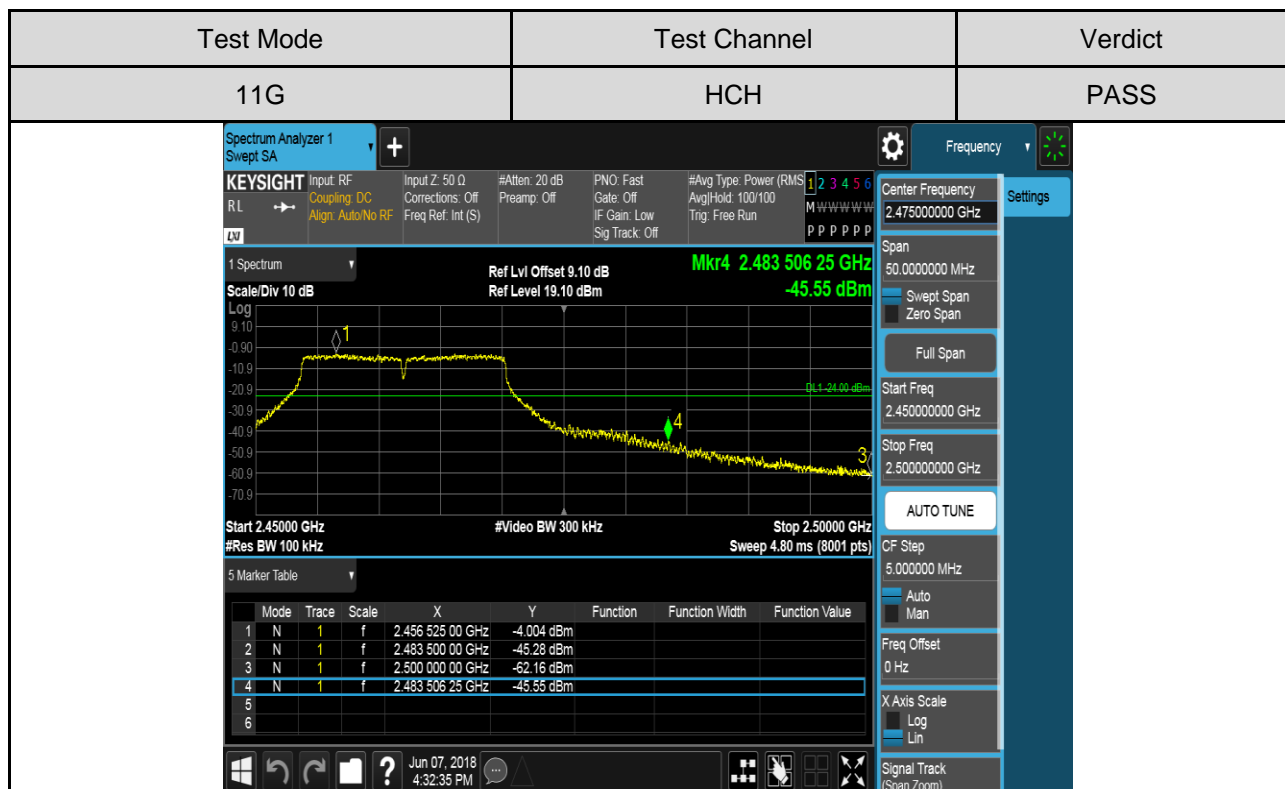 Test Mode Test Channel Verdict
11G HCH PASS
Spectrum Analyzer 1
Swept SA
+
Frequency
KEYSIGHT Input: RF Input Z: 50 Ω #Atten: 20 dB PNO: Fast #Avg Type: Power (RMS 1 2 3 4 5 6
RL Coupling: DC Corrections: Off Preamp: Off Gate: Off Avg|Hold: 100/100 M W W W W W
Align: Auto/No RF Freq Ref: Int (S) IF Gain: Low Trig: Free Run
LXI Sig Track: Off P P P P P P
1 Spectrum
Ref Lvl Offset 9.10 dB
Mkr4 2.483 506 25 GHz
Scale/Div 10 dB Ref Level 19.10 dBm -45.55 dBm
Log
9.10
-0.90
-10.9
-20.9
-30.9
-40.9
-50.9
-60.9
-70.9
1
DL1 -24.00 dBm
4
3
Start 2.45000 GHz #Video BW 300 kHz Stop 2.50000 GHz
#Res BW 100 kHz Sweep 4.80 ms (8001 pts)
5 Marker Table
Mode Trace Scale X Y Function Function Width Function Value
1 N 1 f 2.456 525 00 GHz -4.004 dBm
2 N 1 f 2.483 500 00 GHz -45.28 dBm
3 N 1 f 2.500 000 00 GHz -62.16 dBm
4 N 1 f 2.483 506 25 GHz -45.55 dBm
5
6
? Jun 07, 2018
4:32:35 PM
Center Frequency
2.475000000 GHz
Settings
Span
50.0000000 MHz
Swept Span
Zero Span
Full Span
Start Freq
2.450000000 GHz
Stop Freq
2.500000000 GHz
AUTO TUNE
CF Step
5.000000 MHz
Auto
Man
Freq Offset
0 Hz
X Axis Scale
Log
Lin
Signal Track
(Span Zoom)